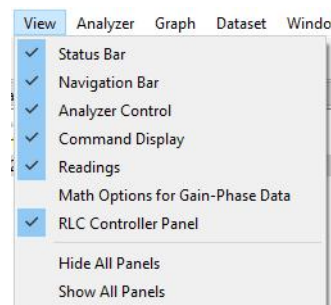 View Analyzer Graph Dataset
Status Bar
Navigation Bar
Analyzer Control
Command Display
Readings
Math Options for Gain-Phase Data
RLC Controller Panel
Hide All Panels
Show All Panels